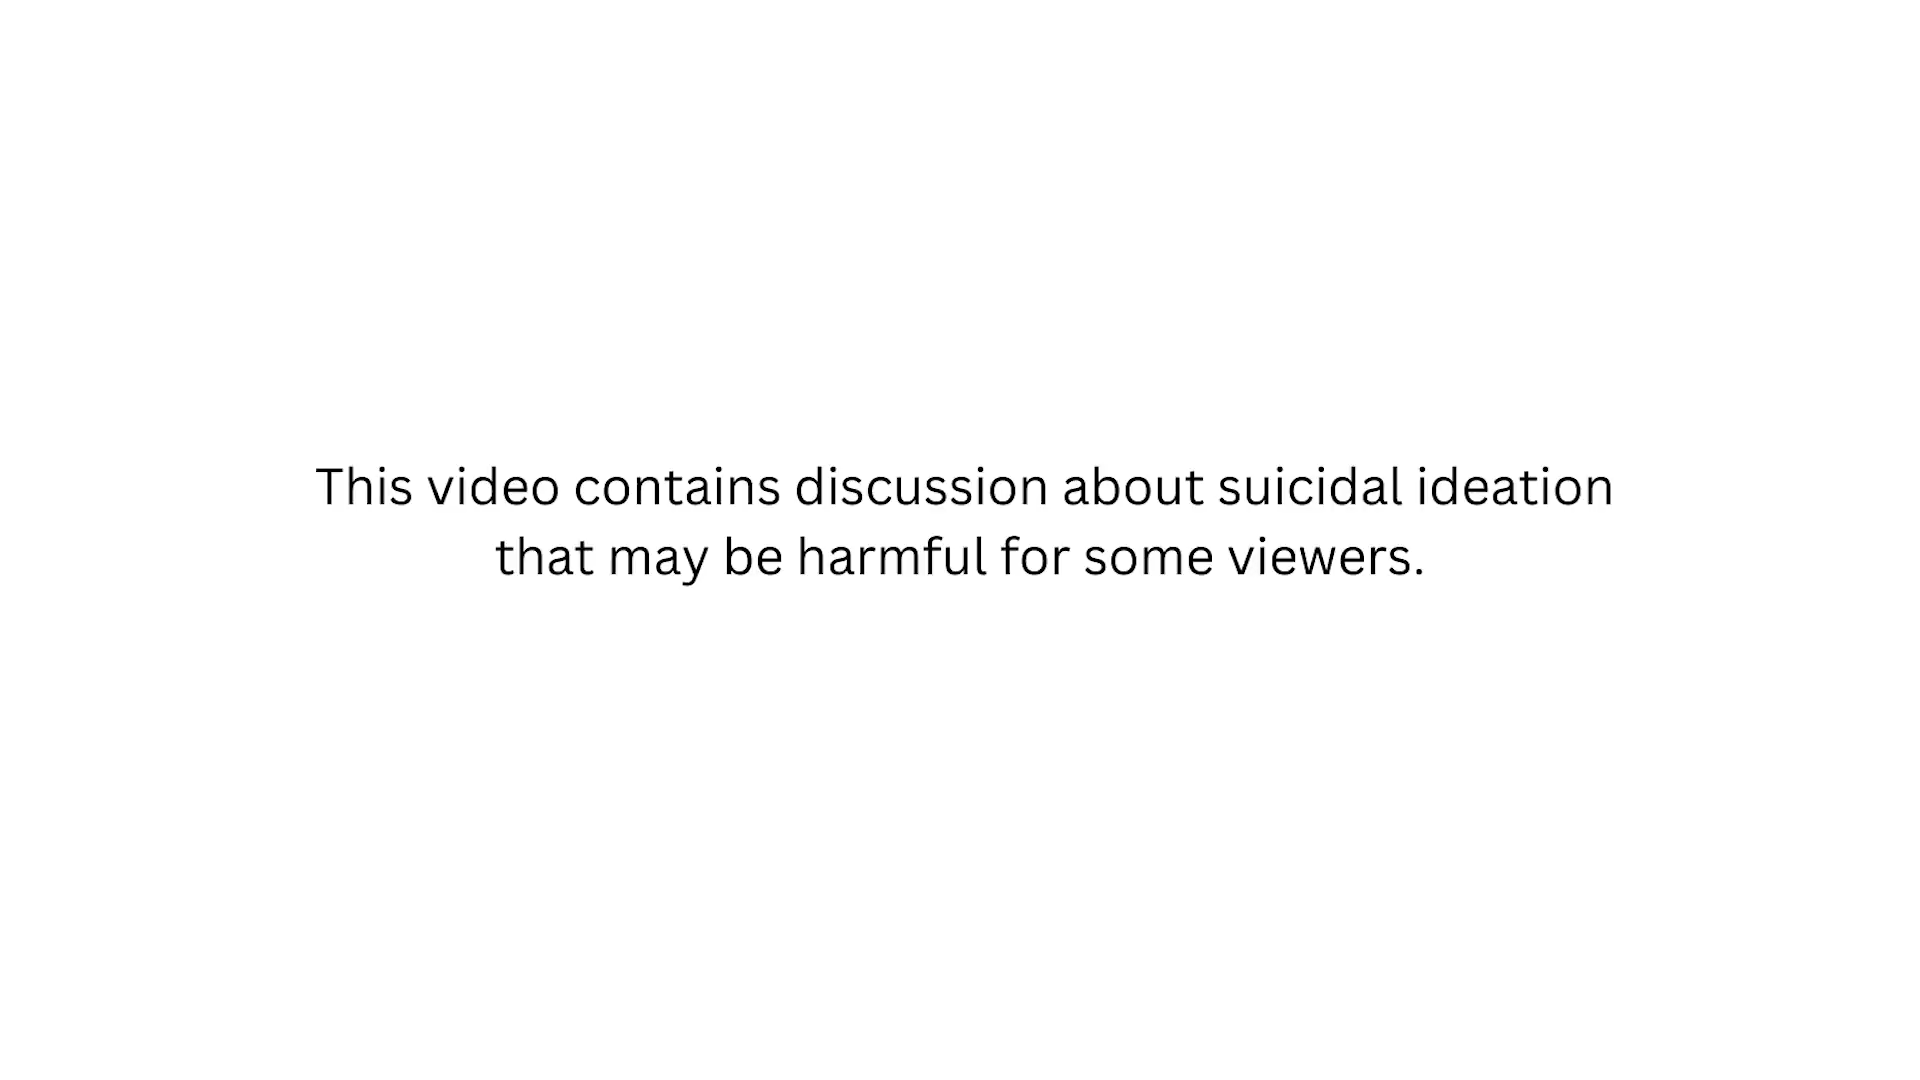 This video contains discussion about suicidal ideation
that may be harmful for some viewers.